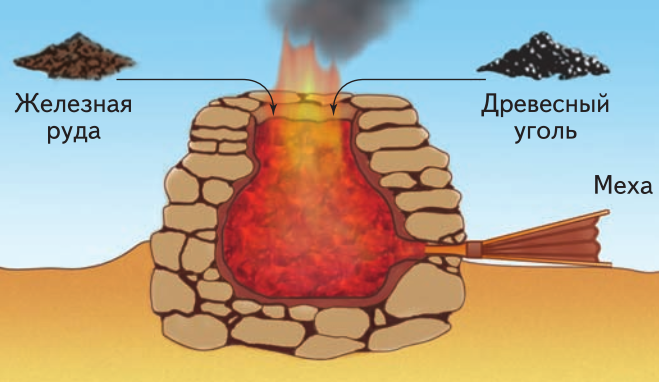 Железная
руда
Древесный
уголь
Меха